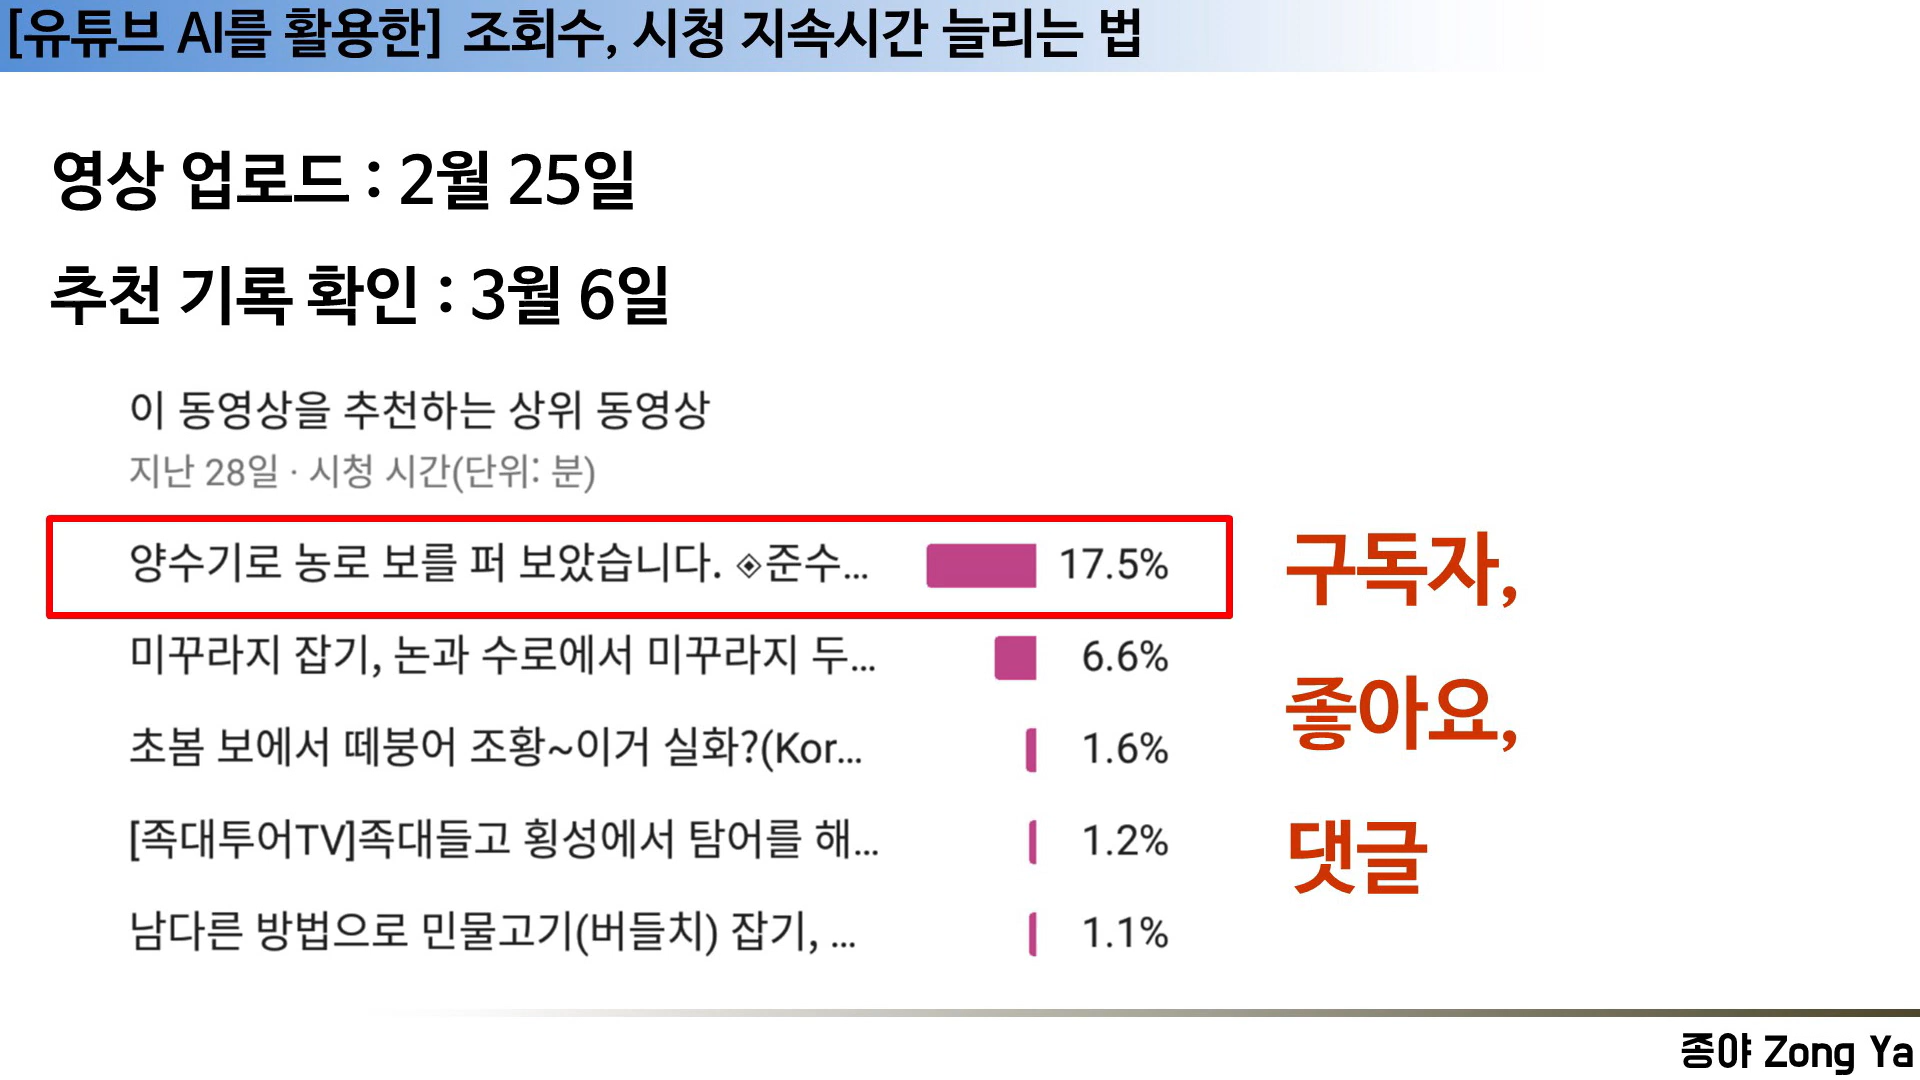 [유튜브 AI를 활용한] 조회수, 시청 지속시간 늘리는 법
영상 업로드 : 2월 25일
추천 기록 확인 : 3월 6일
이 동영상을 추천하는 상위 동영상
지난 28일 · 시청 시간(단위: 분)
양수기로 농로 보를 퍼 보았습니다. ◈준수... 17.5%
미꾸라지 잡기, 논과 수로에서 미꾸라지 두... 6.6%
초봄 보에서 떼붕어 조황~이거 실화?(Kor... 1.6%
[족대투어TV]족대들고 횡성에서 탐어를 해... 1.2%
남다른 방법으로 민물고기(버들치) 잡기, ... 1.1%
구독자,
좋아요,
댓글
종야 Zong Ya